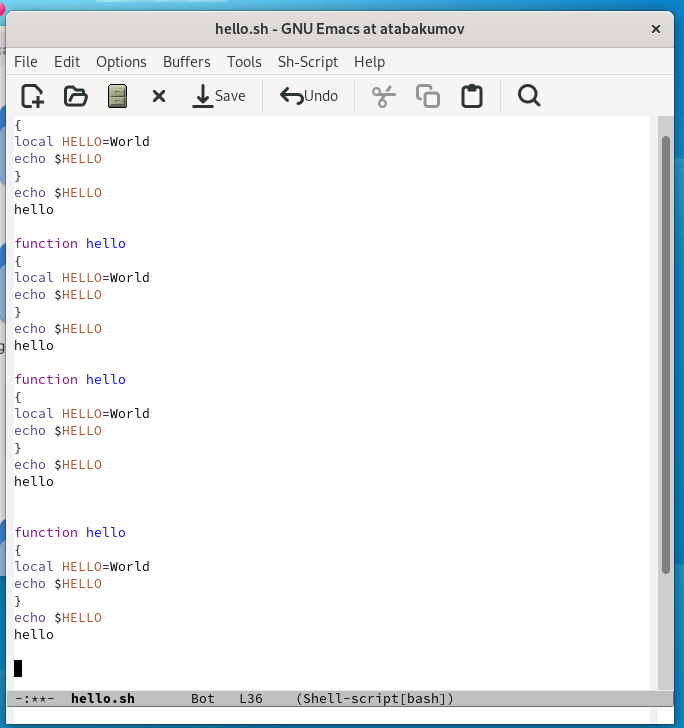 hello.sh - GNU Emacs at atabakumov
File Edit Options Buffers Tools Sh-Script Help
Save Undo
{
local HELLO=World
echo $HELLO
}
echo $HELLO
hello
function hello
{
local HELLO=World
echo $HELLO
}
echo $HELLO
hello
function hello
{
local HELLO=World
echo $HELLO
}
echo $HELLO
hello
function hello
{
local HELLO=World
echo $HELLO
}
echo $HELLO
hello
-:**- hello.sh Bot L36 (Shell-script[bash])